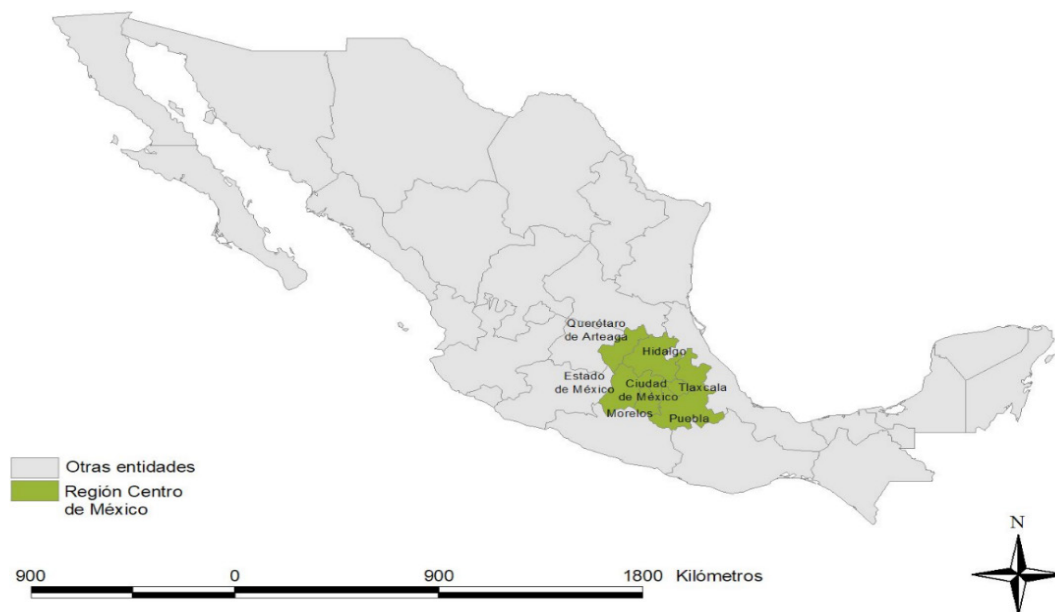 Querétaro
de Arteaga
Hidalgo
Estado
de México
Ciudad
de México
Tlaxcala
Morelos
Puebla
Otras entidades
Región Centro
de México
N
900 0 900 1800 Kilómetros